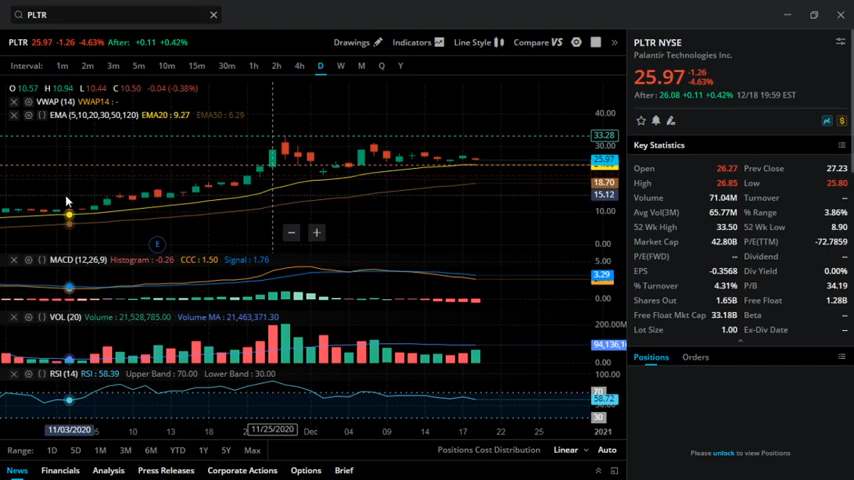 PLTR
PLTR 25.97 -1.26 -4.63% After: +0.11 +0.42% Drawings Indicators Line Style Compare VS
Interval: 1m 2m 3m 5m 10m 15m 30m 1h 2h 4h D W M Q Y
O 10.57 H 10.94 L 10.44 C 10.50 -0.04 (-0.38%)
VWAP (14) VWAP14 : -
EMA (5,10,20,30,50,120) EMA20 : 9.27 EMA50 : 6.29
40.00
33.28
30.00
25.97
18.70
15.12
10.00
0.00
E
MACD (12,26,9) Histogram : -0.26 CCC : 1.50 Signal : 1.76
5.00
3.29
0.00
VOL (20) Volume : 21,528,785.00 Volume MA : 21,463,371.30
200.00M
94,136,1
0.00
RSI (14) RSI : 58.39 Upper Band : 70.00 Lower Band : 30.00
100.00
70
58.72
30
11/03/2020 10 13 18 11/25/2020 Dec 04 09 14 17 22 25 2021
Range: 1D 5D 1M 3M 6M YTD 1Y 5Y Max Positions Cost Distribution Linear Auto
News Financials Analysis Press Releases Corporate Actions Options Brief
PLTR NYSE
Palantir Technologies Inc.
25.97 -1.26 -4.63%
After: 26.08 +0.11 +0.42% 12/18 19:59 EST
Key Statistics
Open 26.27 Prev Close 27.23
High 26.85 Low 25.80
Volume 71.04M Turnover --
Avg Vol(3M) 65.77M % Range 3.86%
52 Wk High 33.50 52 Wk Low 8.90
Market Cap 42.80B P/E(TTM) -72.7859
P/E(FWD) -- Dividend --
EPS -0.3568 Div Yield 0.00%
% Turnover 4.31% P/B 34.19
Shares Out 1.65B Free Float 1.28B
Free Float Mkt Cap 33.18B Beta --
Lot Size 1.00 Ex-Div Date --
Positions Orders
Please unlock to view Positions